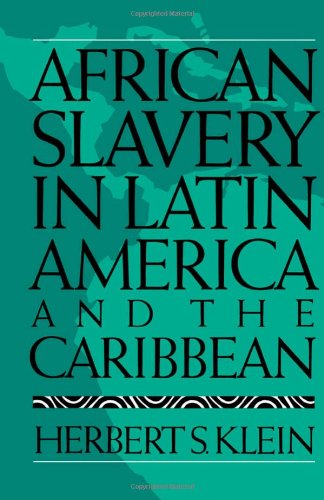 AFRICAN
SLAVERY
IN LATIN
AMERICA
AND THE
CARIBBEAN
HERBERT S. KLEIN